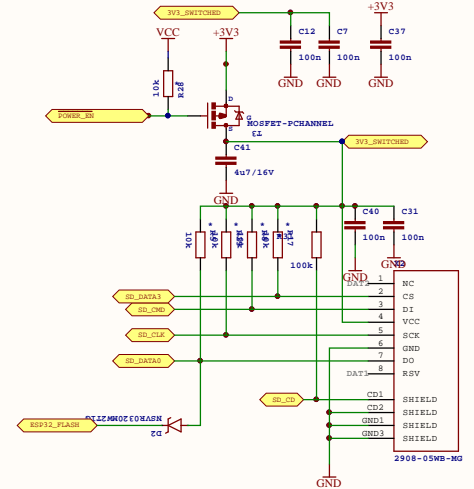 3V3_SWITCHED
+3V3
VCC
+3V3
C12
C7
C37
100n
100n
100n
GND
GND
GND
10k
R28
POWER_EN
D
G
S
MOSFET-PCHANNEL
T3
3V3_SWITCHED
C41
4u7/16V
GND
C40
C31
100n
100n
10k
100k
GND
GND
SD_DATA3
SD_CMD
SD_CLK
SD_DATA0
SD_CD
ESP32_FLASH
NSVR0320MW2T1G
D2
DAT2
1
NC
2
CS
3
DI
4
VCC
5
SCK
6
GND
7
DO
DAT1
8
RSV
CD1
SHIELD
CD2
SHIELD
GND1
SHIELD
GND3
SHIELD
2908-05WB-MG
GND